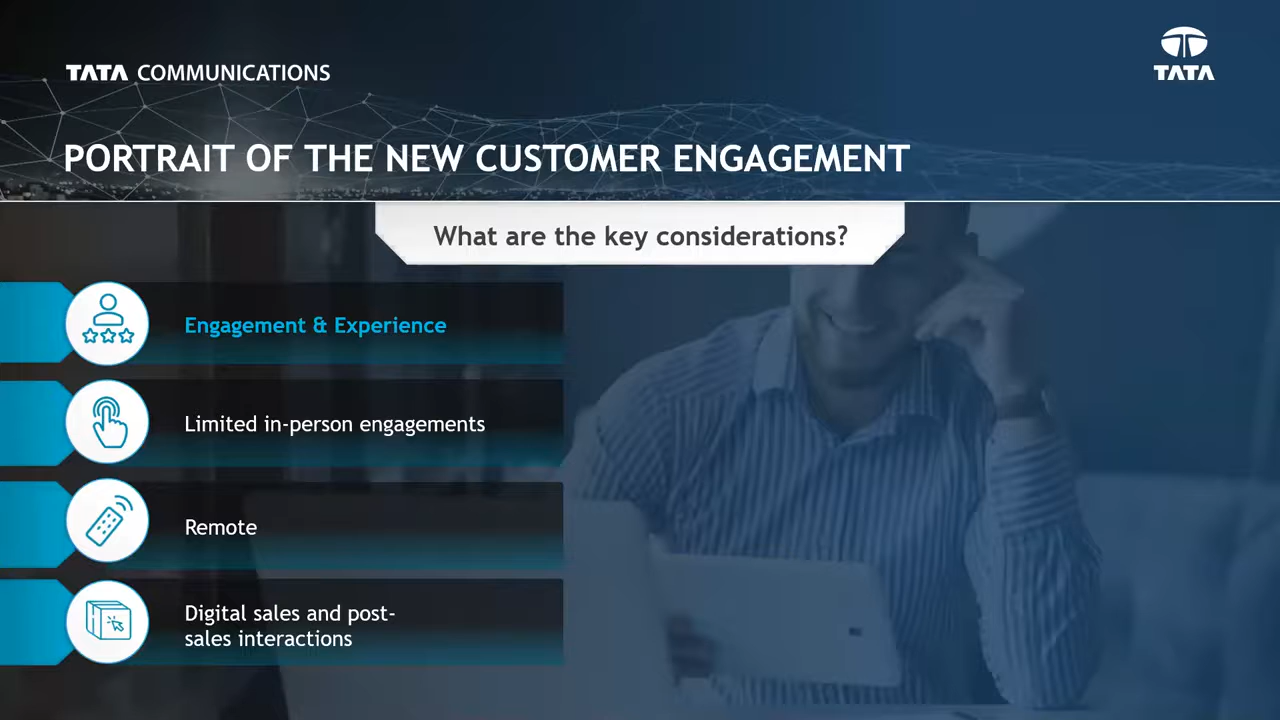 TATA COMMUNICATIONS
TATA
PORTRAIT OF THE NEW CUSTOMER ENGAGEMENT
What are the key considerations?
Engagement & Experience
Limited in-person engagements
Remote
Digital sales and post-
sales interactions